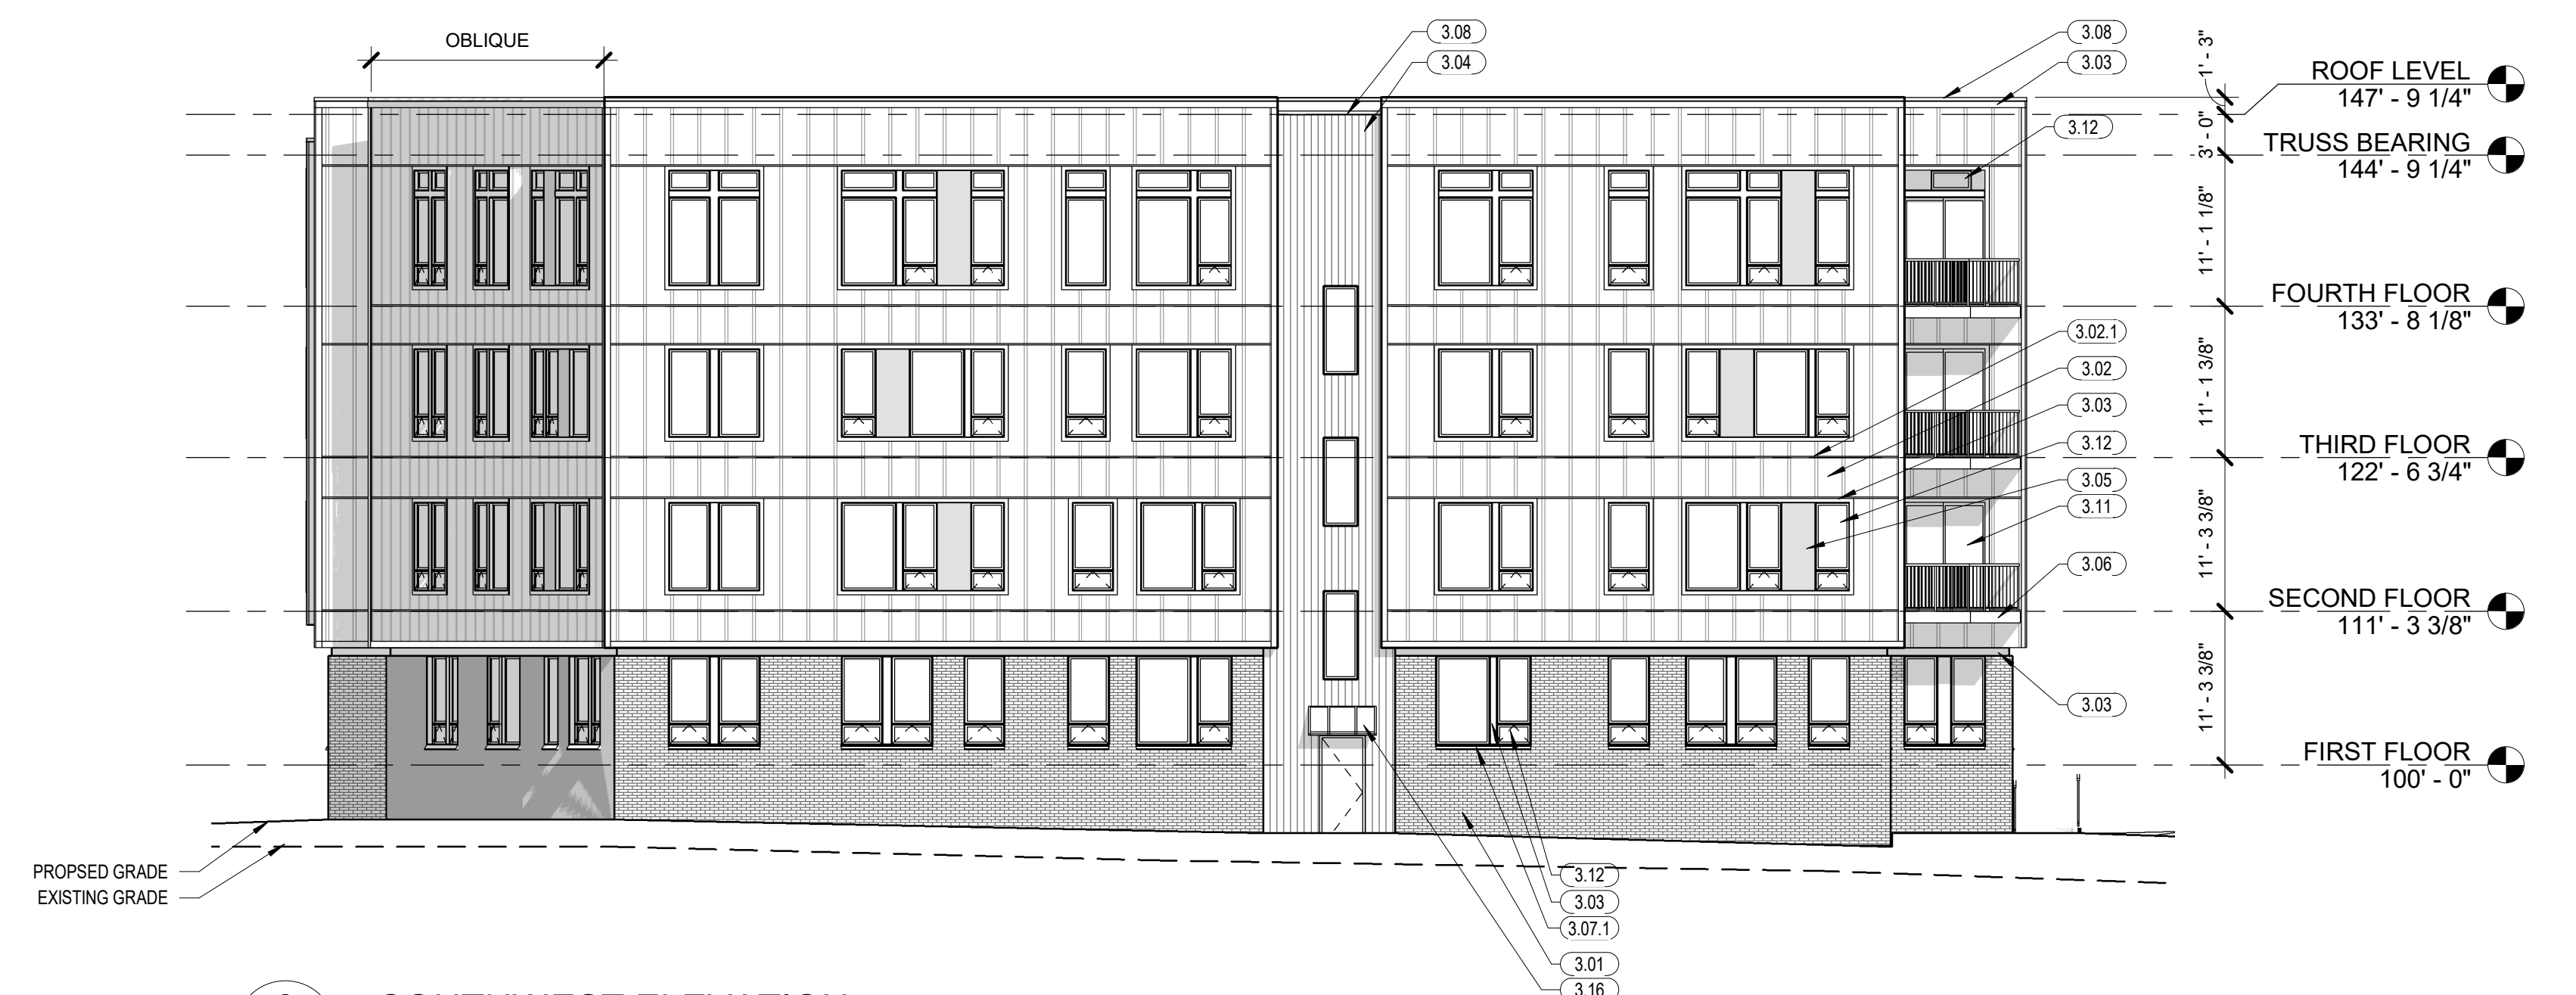 OBLIQUE
3.08
3.04
3.08
3.03
3.12
1' - 3"
ROOF LEVEL
147' - 9 1/4"
3' - 0"
TRUSS BEARING
144' - 9 1/4"
11' - 1 1/8"
FOURTH FLOOR
133' - 8 1/8"
3.02.1
3.02
3.03
3.12
3.05
3.11
3.06
3.03
11' - 1 3/8"
THIRD FLOOR
122' - 6 3/4"
11' - 3 3/8"
SECOND FLOOR
111' - 3 3/8"
11' - 3 3/8"
FIRST FLOOR
100' - 0"
PROPSED GRADE
EXISTING GRADE
3.12
3.03
3.07.1
3.01
3.16
SOUTHWEST ELEVATION